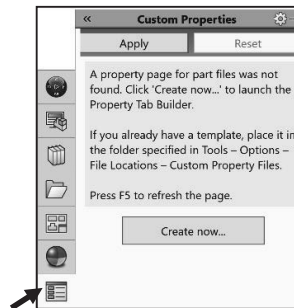 «
Custom Properties
Apply
Reset
A property page for part files was not
found. Click 'Create now...' to launch the
Property Tab Builder.
If you already have a template, place it in
the folder specified in Tools – Options –
File Locations – Custom Property Files.
Press F5 to refresh the page.
Create now...